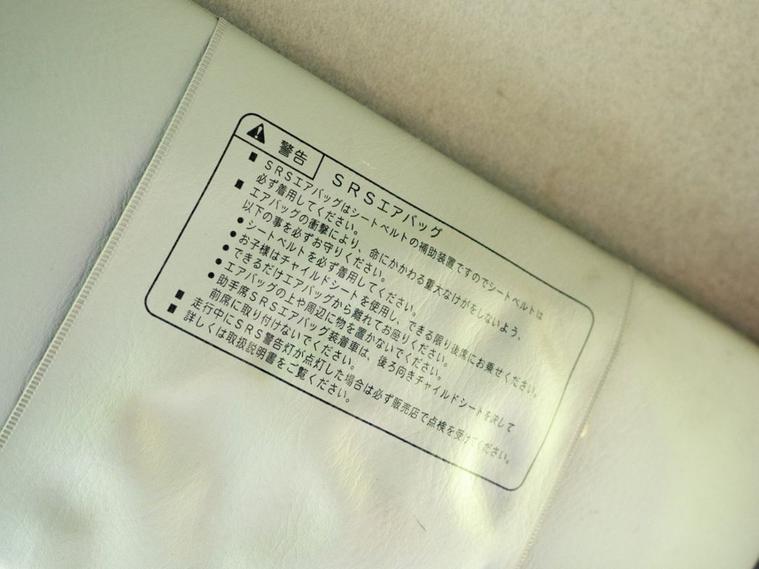 警告 SRSエアバッグ
■ SRSエアバッグはシートベルトの補助装置ですのでシートベルトは
必ず着用してください。
■ エアバッグの衝撃により、命にかかわる重大なけがをしないよう、
以下の事を必ずお守りください。
● シートベルトを必ず着用してください。
● お子様はチャイルドシートを使用し、できる限り後席にお乗せください。
● できるだけエアバッグから離れてお座りください。
● エアバッグの上や周辺に物を置かないでください。
■ 助手席SRSエアバッグ装着車は、後ろ向きチャイルドシートを決して
前席に取り付けないでください。
■ 走行中にSRS警告灯が点灯した場合は必ず販売店で点検を受けてください。
■ 詳しくは取扱説明書をご覧ください。